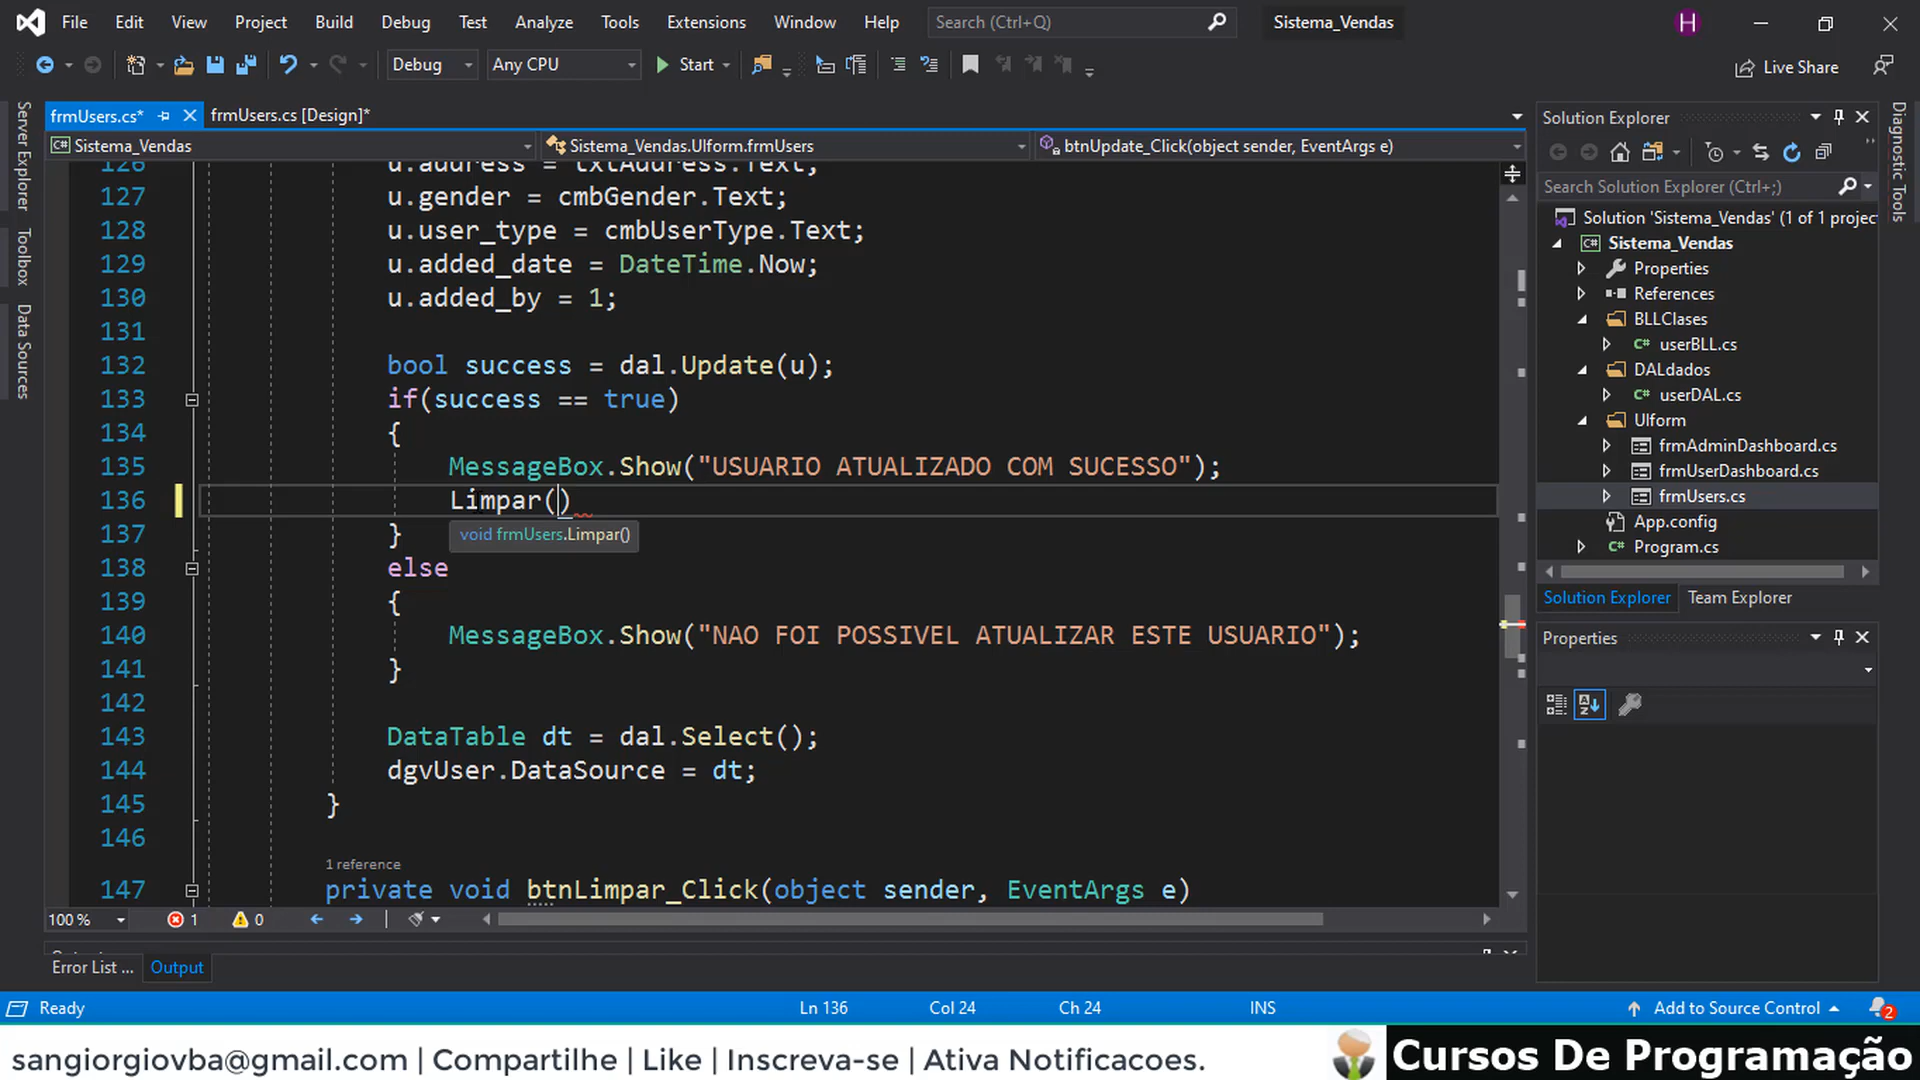 File Edit View Project Build Debug Test Analyze Tools Extensions Window Help Search (Ctrl+Q) Sistema_Vendas H
Debug Any CPU Start Live Share
frmUsers.cs* frmUsers.cs [Design]*
Sistema_Vendas Sistema_Vendas.UIform.frmUsers btnUpdate_Click(object sender, EventArgs e)
Server Explorer
Toolbox
Data Sources
126 u.address = txtAddress.Text;
127 u.gender = cmbGender.Text;
128 u.user_type = cmbUserType.Text;
129 u.added_date = DateTime.Now;
130 u.added_by = 1;
131
132 bool success = dal.Update(u);
133 if(success == true)
134 {
135 MessageBox.Show("USUARIO ATUALIZADO COM SUCESSO");
136 Limpar()
137 }
void frmUsers.Limpar()
138 else
139 {
140 MessageBox.Show("NAO FOI POSSIVEL ATUALIZAR ESTE USUARIO");
141 }
142
143 DataTable dt = dal.Select();
144 dgvUser.DataSource = dt;
145 }
146
1 reference
147 private void btnLimpar_Click(object sender, EventArgs e)
100 % 1 0
Error List ... Output
Solution Explorer
Search Solution Explorer (Ctrl+;)
Solution 'Sistema_Vendas' (1 of 1 projec
Sistema_Vendas
Properties
References
BLLClases
userBLL.cs
DALdados
userDAL.cs
UIform
frmAdminDashboard.cs
frmUserDashboard.cs
frmUsers.cs
App.config
Program.cs
Solution Explorer Team Explorer
Properties
Diagnostic Tools
Ready Ln 136 Col 24 Ch 24 INS Add to Source Control 2
sangiorgiovba@gmail.com | Compartilhe | Like | Inscreva-se | Ativa Notificacoes. Cursos De Programação